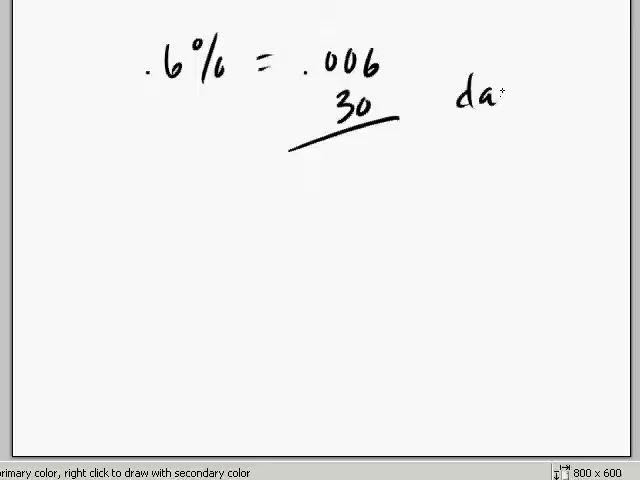 .6% = .006
30 da
primary color, right click to draw with secondary color 800 x 600